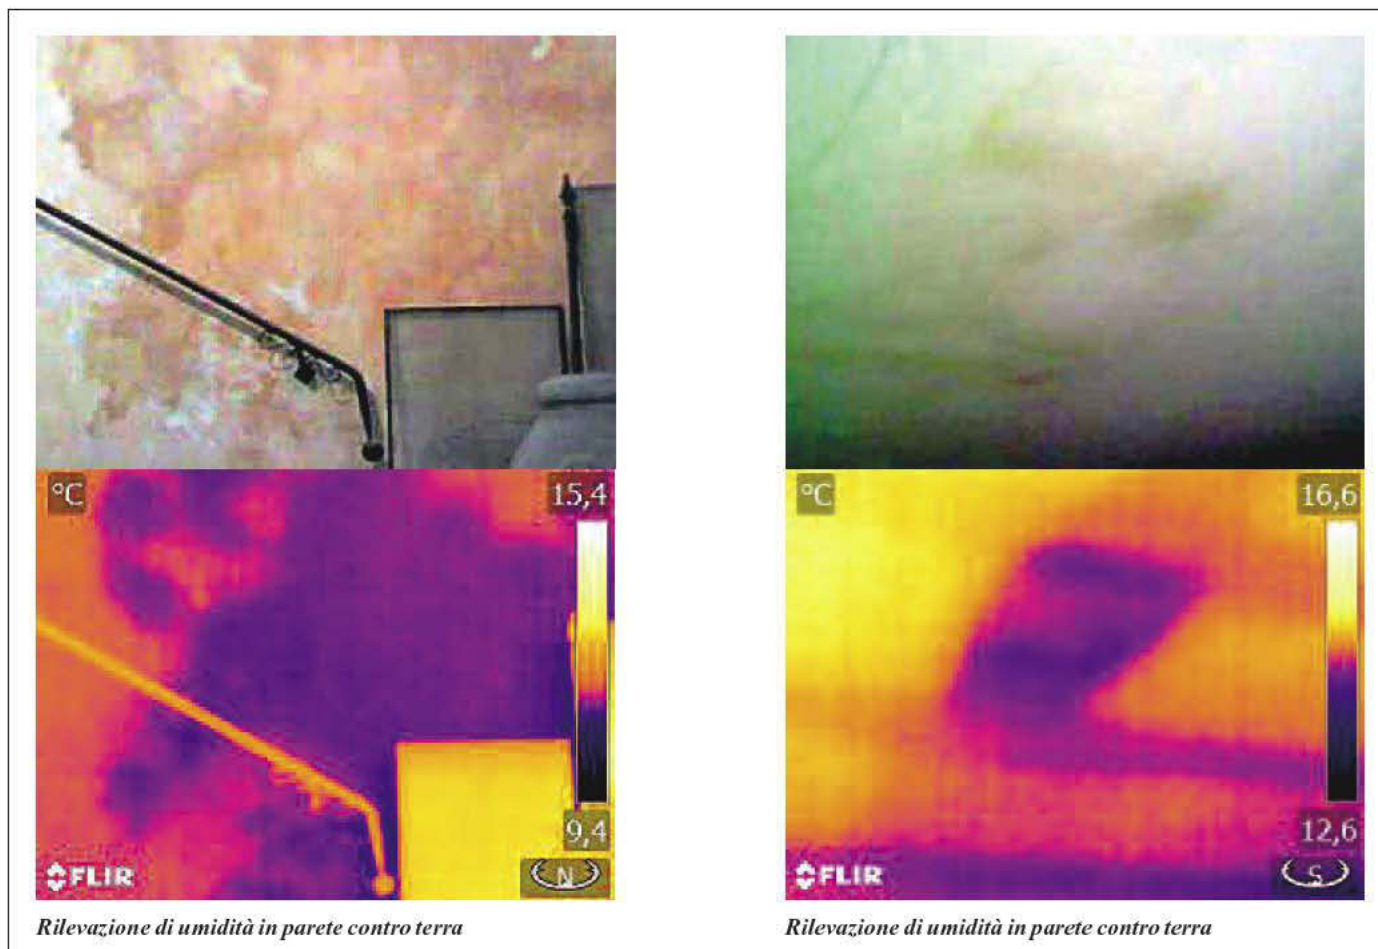 °C
15,4
9,4
FLIR
N
Rilevazione di umidità in parete contro terra
°C
16,6
12,6
FLIR
S
Rilevazione di umidità in parete contro terra